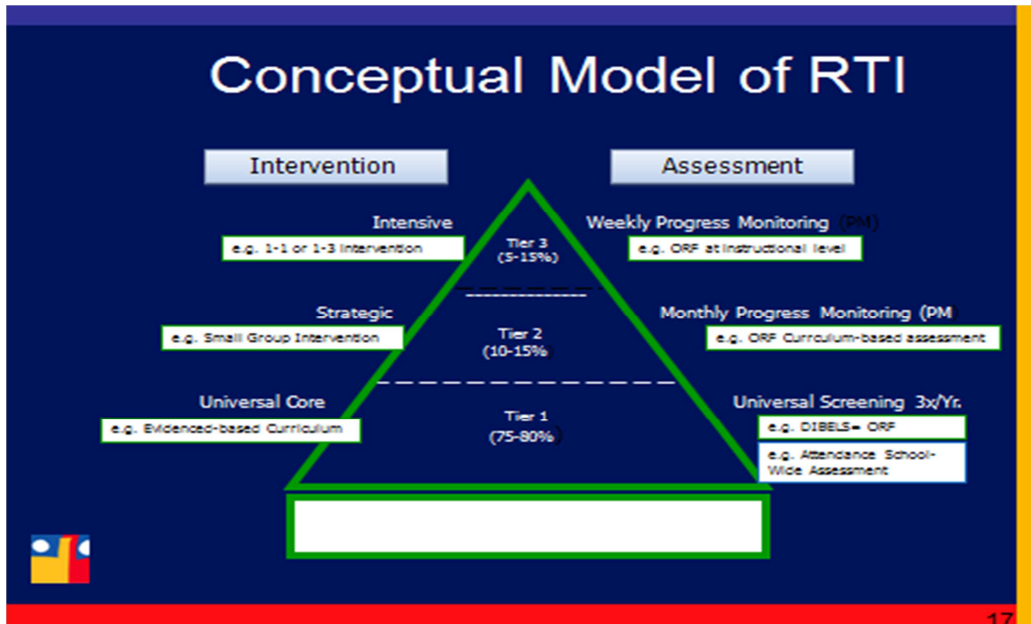 Conceptual Model of RTI
Intervention
Assessment
Intensive
e.g. 1-1 or 1-3 Intervention
Tier 3
(5-15%)
Weekly Progress Monitoring (PM)
e.g. ORF at instructional level
Strategic
e.g. Small Group Intervention
Tier 2
(10-15%)
Monthly Progress Monitoring (PM)
e.g. ORF Currculum-based assessment
Universal Core
e.g. Evidenced-based Curriculum
Tier 1
(75-80%)
Universal Screening 3x/Yr.
e.g. DIBELS= ORF
e.g. Attendance School-
Wide Assessment
17